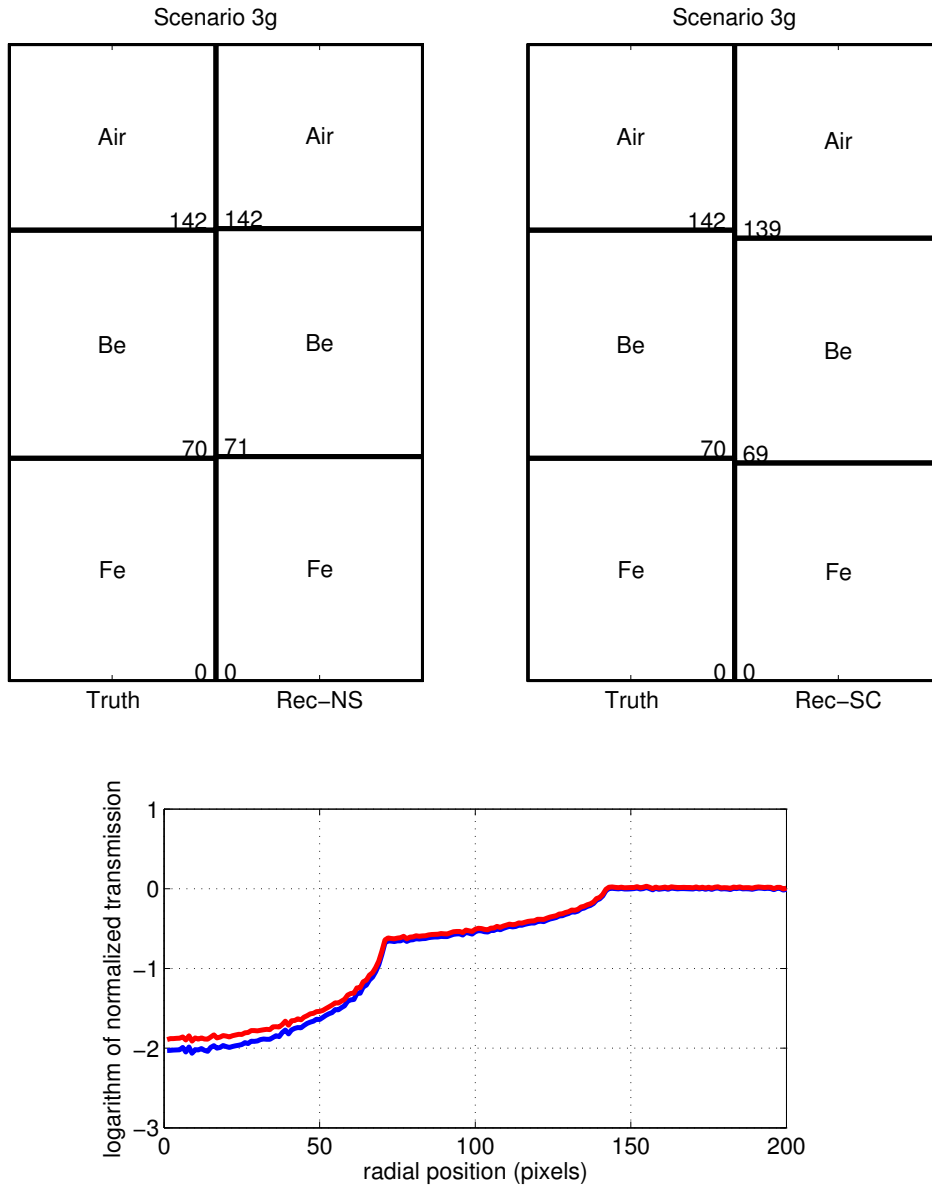 Scenario 3g
Air
Air
142
142
Be
Be
70
71
Fe
Fe
0
0
Truth
Rec−NS
Scenario 3g
Air
Air
142
139
Be
Be
70
69
Fe
Fe
0
0
Truth
Rec−SC
logarithm of normalized transmission
1
0
−1
−2
−3
0
50
100
150
200
radial position (pixels)